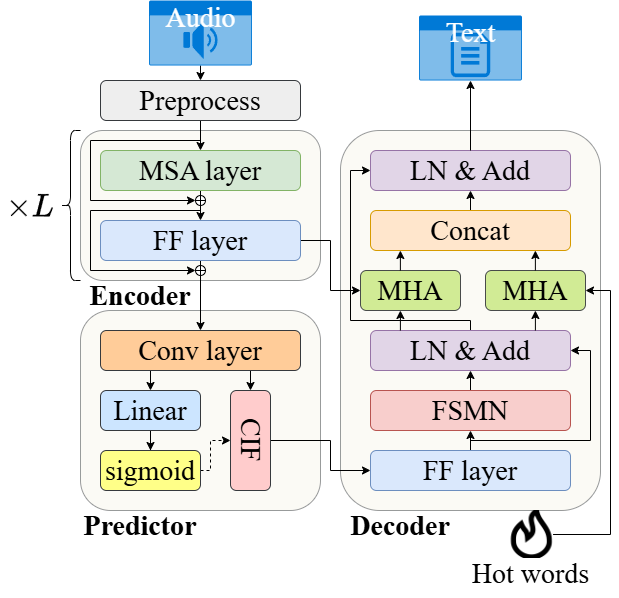 Audio
Preprocess
×L
MSA layer
FF layer
Encoder
Conv layer
Linear
sigmoid
CIF
Predictor
Text
LN & Add
Concat
MHA
MHA
LN & Add
FSMN
FF layer
Decoder
Hot words